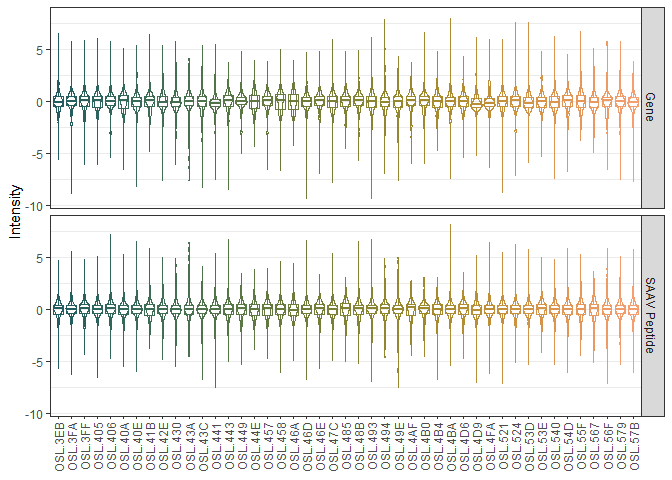 5
0
-5
-10
Gene
Intensity
5
0
-5
-10
SAAV Peptide
OSL.3EB
OSL.3FA
OSL.3FF
OSL.405
OSL.406
OSL.40A
OSL.40E
OSL.41B
OSL.42E
OSL.430
OSL.43A
OSL.43C
OSL.441
OSL.443
OSL.449
OSL.44E
OSL.457
OSL.458
OSL.46A
OSL.46D
OSL.46E
OSL.47C
OSL.485
OSL.48B
OSL.493
OSL.494
OSL.49E
OSL.4AF
OSL.4B0
OSL.4B4
OSL.4BA
OSL.4D6
OSL.4D9
OSL.4FA
OSL.521
OSL.524
OSL.53D
OSL.53E
OSL.540
OSL.54D
OSL.55F
OSL.567
OSL.56F
OSL.579
OSL.57B